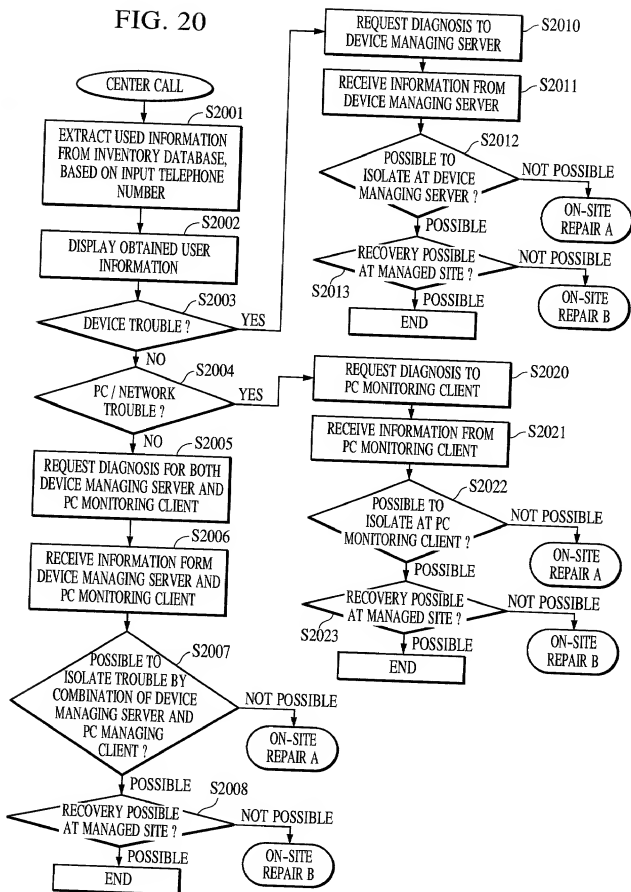 FIG. 20
CENTER CALL
S2001
EXTRACT USED INFORMATION
FROM INVENTORY DATABASE,
BASED ON INPUT TELEPHONE
NUMBER
S2002
DISPLAY OBTAINED USER
INFORMATION
S2003
DEVICE TROUBLE ?
YES
NO
S2004
PC / NETWORK
TROUBLE ?
YES
NO
S2005
REQUEST DIAGNOSIS FOR BOTH
DEVICE MANAGING SERVER AND
PC MONITORING CLIENT
S2006
RECEIVE INFORMATION FORM
DEVICE MANAGING SERVER AND
PC MONITORING CLIENT
S2007
POSSIBLE TO
ISOLATE TROUBLE BY
COMBINATION OF DEVICE
MANAGING SERVER AND
PC MANAGING
CLIENT ?
NOT POSSIBLE
ON-SITE
REPAIR A
POSSIBLE
S2008
RECOVERY POSSIBLE
AT MANAGED SITE ?
NOT POSSIBLE
ON-SITE
REPAIR B
POSSIBLE
END
S2010
REQUEST DIAGNOSIS TO
DEVICE MANAGING SERVER
S2011
RECEIVE INFORMATION FROM
DEVICE MANAGING SERVER
S2012
POSSIBLE TO
ISOLATE AT DEVICE
MANAGING SERVER ?
NOT POSSIBLE
ON-SITE
REPAIR A
POSSIBLE
RECOVERY POSSIBLE
AT MANAGED SITE ?
S2013
NOT POSSIBLE
ON-SITE
REPAIR B
POSSIBLE
END
S2020
REQUEST DIAGNOSIS TO
PC MONITORING CLIENT
S2021
RECEIVE INFORMATION FROM
PC MONITORING CLIENT
S2022
POSSIBLE TO
ISOLATE AT PC
MONITORING CLIENT ?
NOT POSSIBLE
ON-SITE
REPAIR A
POSSIBLE
RECOVERY POSSIBLE
AT MANAGED SITE ?
S2023
NOT POSSIBLE
ON-SITE
REPAIR B
POSSIBLE
END